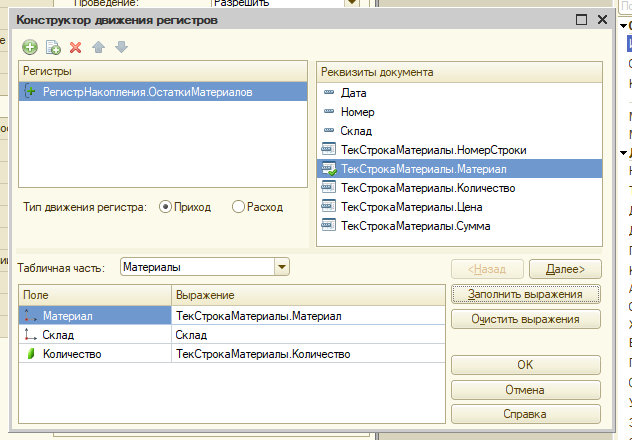 Проведение:
Разрешить
Конструктор движения регистров
Регистры
РегистрНакопления.ОстаткиМатериалов
Реквизиты документа
Дата
Номер
Склад
ТекСтрокаМатериалы.НомерСтроки
ТекСтрокаМатериалы.Материал
ТекСтрокаМатериалы.Количество
ТекСтрокаМатериалы.Цена
ТекСтрокаМатериалы.Сумма
Тип движения регистра: Приход Расход
Табличная часть: Материалы
<Назад Далее>
Заполнить выражения
Очистить выражения
Поле Выражение
Материал ТекСтрокаМатериалы.Материал
Склад Склад
Количество ТекСтрокаМатериалы.Количество
OK
Отмена
Справка